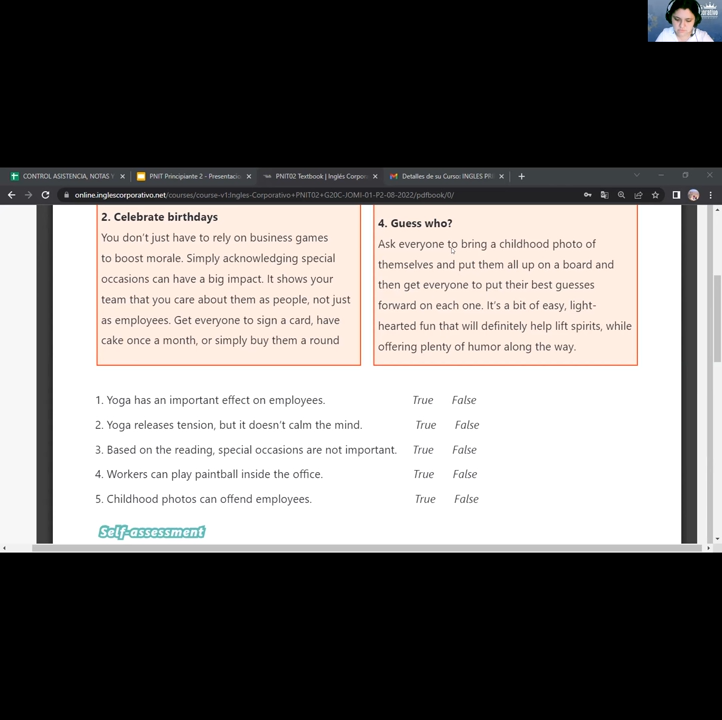 CONTROL ASISTENCIA, NOTAS Y
PNIT Principiante 2 - Presentacio
PNIT02 Textbook | Inglés Corpor
Detalles de su Curso: INGLES PR
online.inglescorporativo.net/courses/course-v1:Ingles-Corporativo+PNIT02+G20C-JOMI-01-P2-08-2022/pdfbook/0/
2. Celebrate birthdays
You don't just have to rely on business games
to boost morale. Simply acknowledging special
occasions can have a big impact. It shows your
team that you care about them as people, not just
as employees. Get everyone to sign a card, have
cake once a month, or simply buy them a round
4. Guess who?
Ask everyone to bring a childhood photo of
themselves and put them all up on a board and
then get everyone to put their best guesses
forward on each one. It's a bit of easy, light-
hearted fun that will definitely help lift spirits, while
offering plenty of humor along the way.
1. Yoga has an important effect on employees. True False
2. Yoga releases tension, but it doesn't calm the mind. True False
3. Based on the reading, special occasions are not important. True False
4. Workers can play paintball inside the office. True False
5. Childhood photos can offend employees. True False
Self-assessment